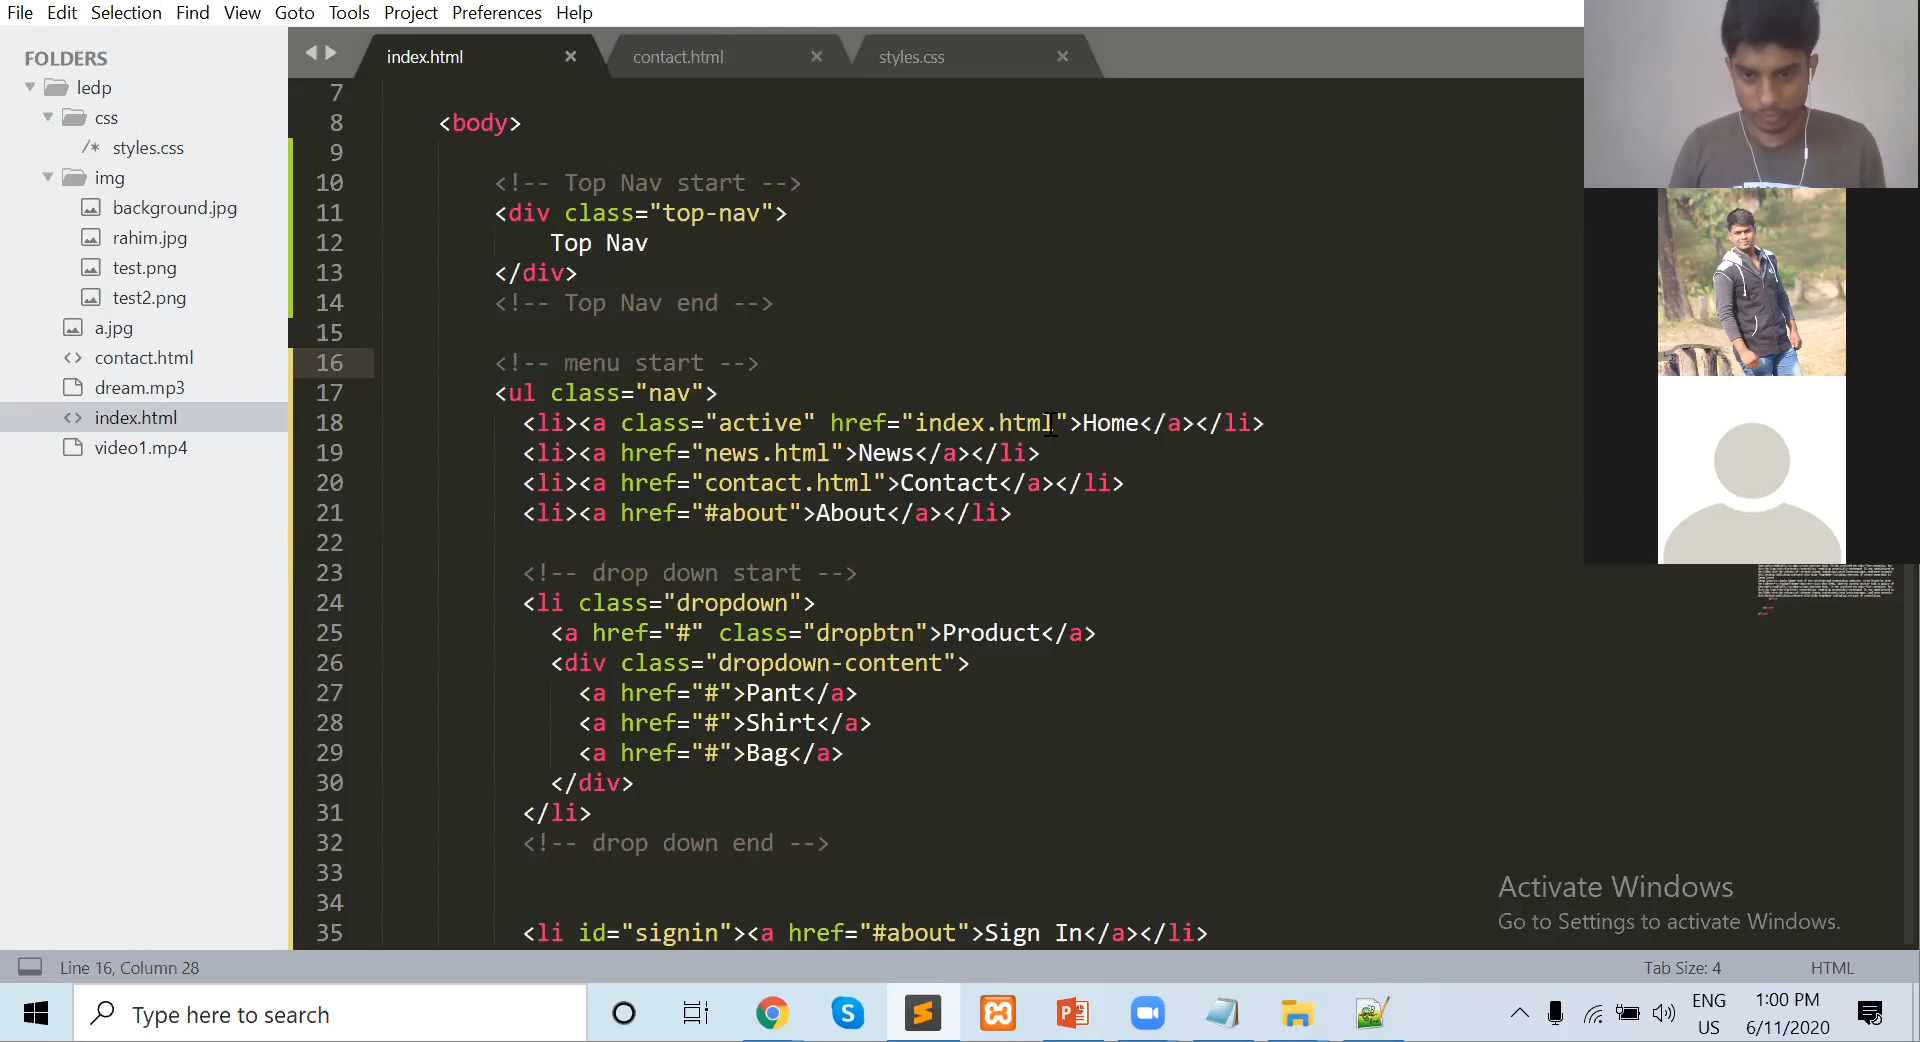 File Edit Selection Find View Goto Tools Project Preferences Help
FOLDERS
ledp
css
/* styles.css
img
background.jpg
rahim.jpg
test.png
test2.png
a.jpg
<> contact.html
dream.mp3
<> index.html
video1.mp4
index.html × contact.html × styles.css ×
7
8 <body>
9
10 <!-- Top Nav start -->
11 <div class="top-nav">
12 Top Nav
13 </div>
14 <!-- Top Nav end -->
15
16 <!-- menu start -->
17 <ul class="nav">
18 <li><a class="active" href="index.html">Home</a></li>
19 <li><a href="news.html">News</a></li>
20 <li><a href="contact.html">Contact</a></li>
21 <li><a href="#about">About</a></li>
22
23 <!-- drop down start -->
24 <li class="dropdown">
25 <a href="#" class="dropbtn">Product</a>
26 <div class="dropdown-content">
27 <a href="#">Pant</a>
28 <a href="#">Shirt</a>
29 <a href="#">Bag</a>
30 </div>
31 </li>
32 <!-- drop down end -->
33
34
35 <li id="signin"><a href="#about">Sign In</a></li>
Activate Windows
Go to Settings to activate Windows.
Line 16, Column 28 Tab Size: 4 HTML
Type here to search
ENG
US
1:00 PM
6/11/2020